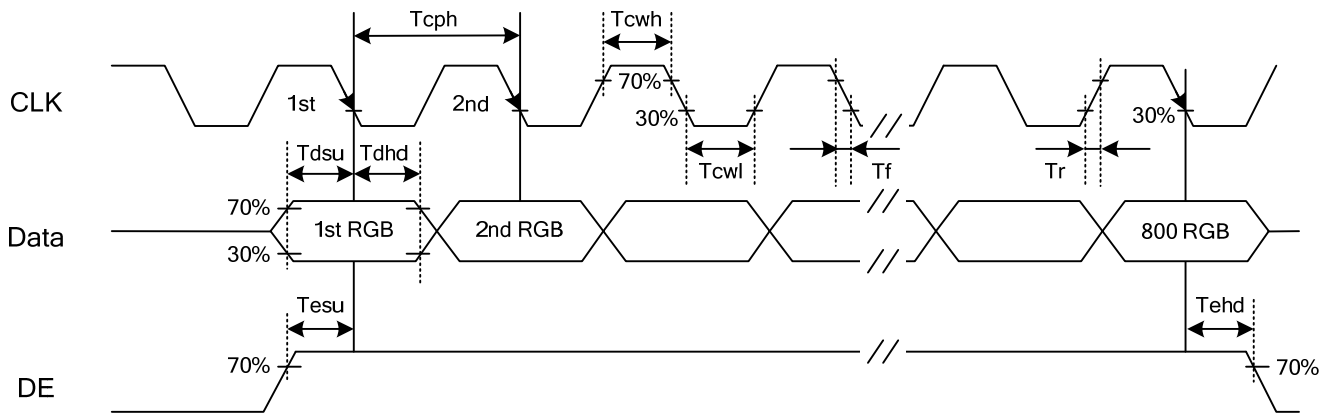 Tcph
Tcwh
CLK
1st
2nd
70%
30%
30%
Tdsu
Tdhd
Tcwl
Tf
Tr
Data
70%
30%
1st RGB
2nd RGB
800 RGB
Tesu
Tehd
DE
70%
70%